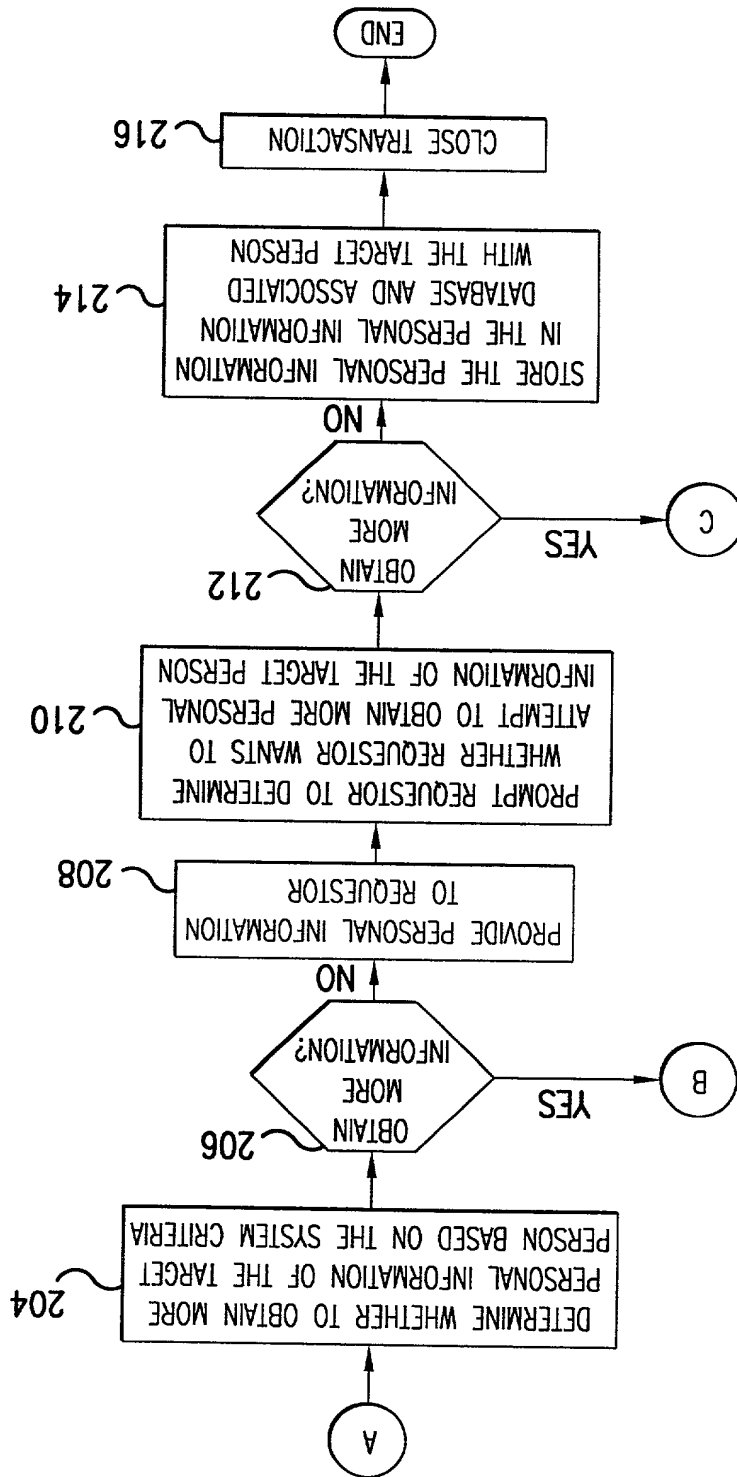 A
DETERMINE WHETHER TO OBTAIN MORE
PERSONAL INFORMATION OF THE TARGET
PERSON BASED ON THE SYSTEM CRITERIA
204
OBTAIN
MORE
INFORMATION?
206
YES
B
NO
PROVIDE PERSONAL INFORMATION
TO REQUESTOR
208
PROMPT REQUESTOR TO DETERMINE
WHETHER REQUESTOR WANTS TO
ATTEMPT TO OBTAIN MORE PERSONAL
INFORMATION OF THE TARGET PERSON
210
OBTAIN
MORE
INFORMATION?
212
YES
C
NO
STORE THE PERSONAL INFORMATION
IN THE PERSONAL INFORMATION
DATABASE AND ASSOCIATED
WITH THE TARGET PERSON
214
CLOSE TRANSACTION
216
END